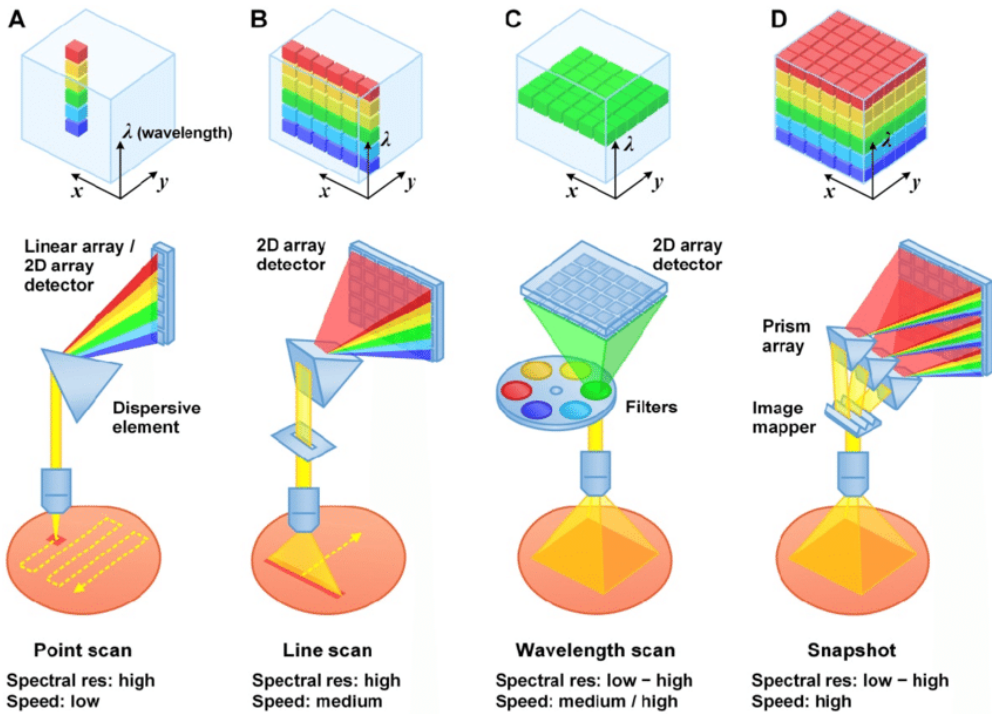 A
B
C
D
λ (wavelength)
x
y
λ
x
y
λ
x
y
λ
x
y
Linear array /
2D array
detector
Dispersive
element
2D array
detector
2D array
detector
Filters
Prism
array
Image
mapper
Point scan
Spectral res: high
Speed: low
Line scan
Spectral res: high
Speed: medium
Wavelength scan
Spectral res: low − high
Speed: medium / high
Snapshot
Spectral res: low − high
Speed: high